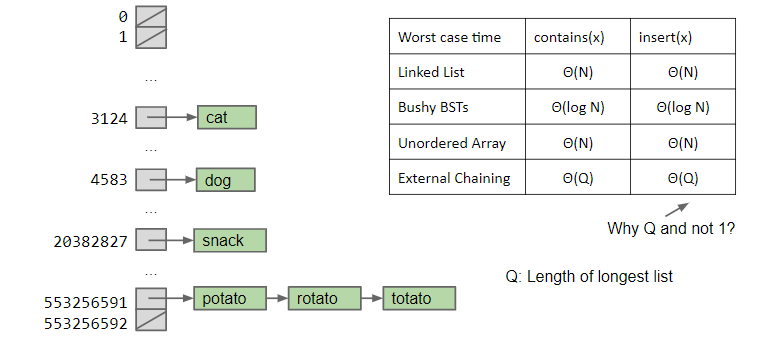 0
1
...
3124 cat
...
4583 dog
...
20382827 snack
...
553256591 potato rotato totato
553256592
Worst case time contains(x) insert(x)
Linked List Θ(N) Θ(N)
Bushy BSTs Θ(log N) Θ(log N)
Unordered Array Θ(N) Θ(N)
External Chaining Θ(Q) Θ(Q)
Why Q and not 1?
Q: Length of longest list